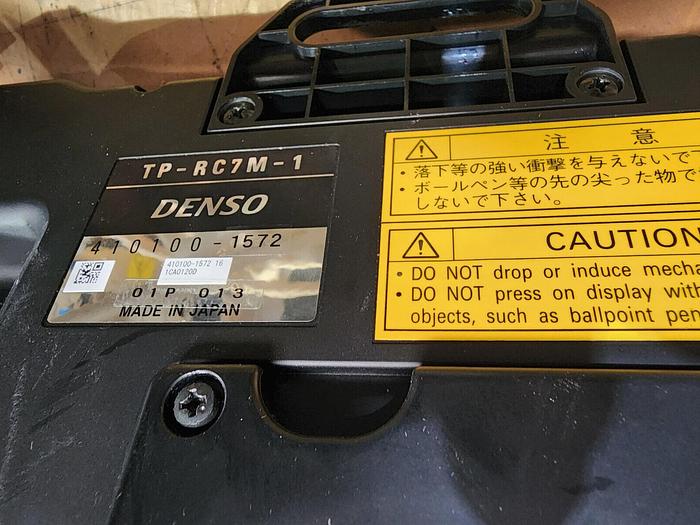 TP-RC7M-1
DENSO
410100-1572
410100-1572 16
1CA0120D
01P 013
MADE IN JAPAN
注 意
・落下等の強い衝撃を与えないで
・ボールペン等の先の尖った物で
しないで下さい。
CAUTION
• DO NOT drop or induce
• DO NOT press on display with
objects, such as ballpoint